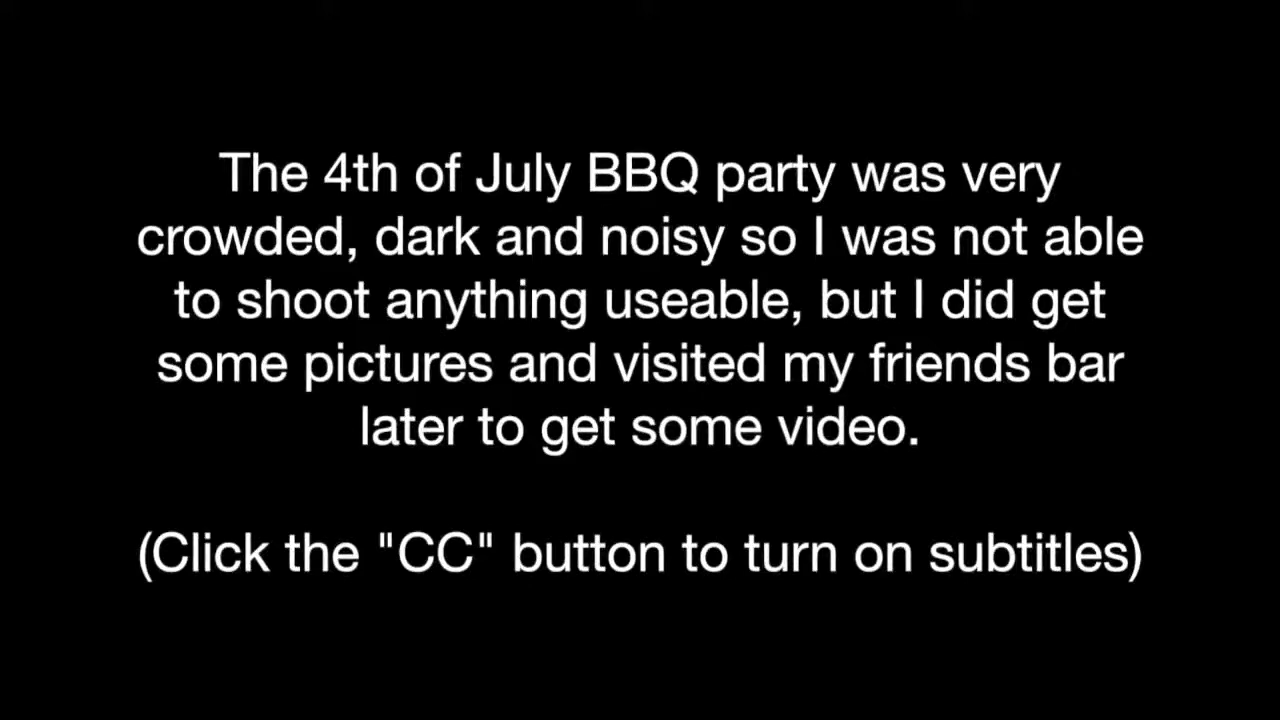 The 4th of July BBQ party was very
crowded, dark and noisy so I was not able
to shoot anything useable, but I did get
some pictures and visited my friends bar
later to get some video.
(Click the "CC" button to turn on subtitles)